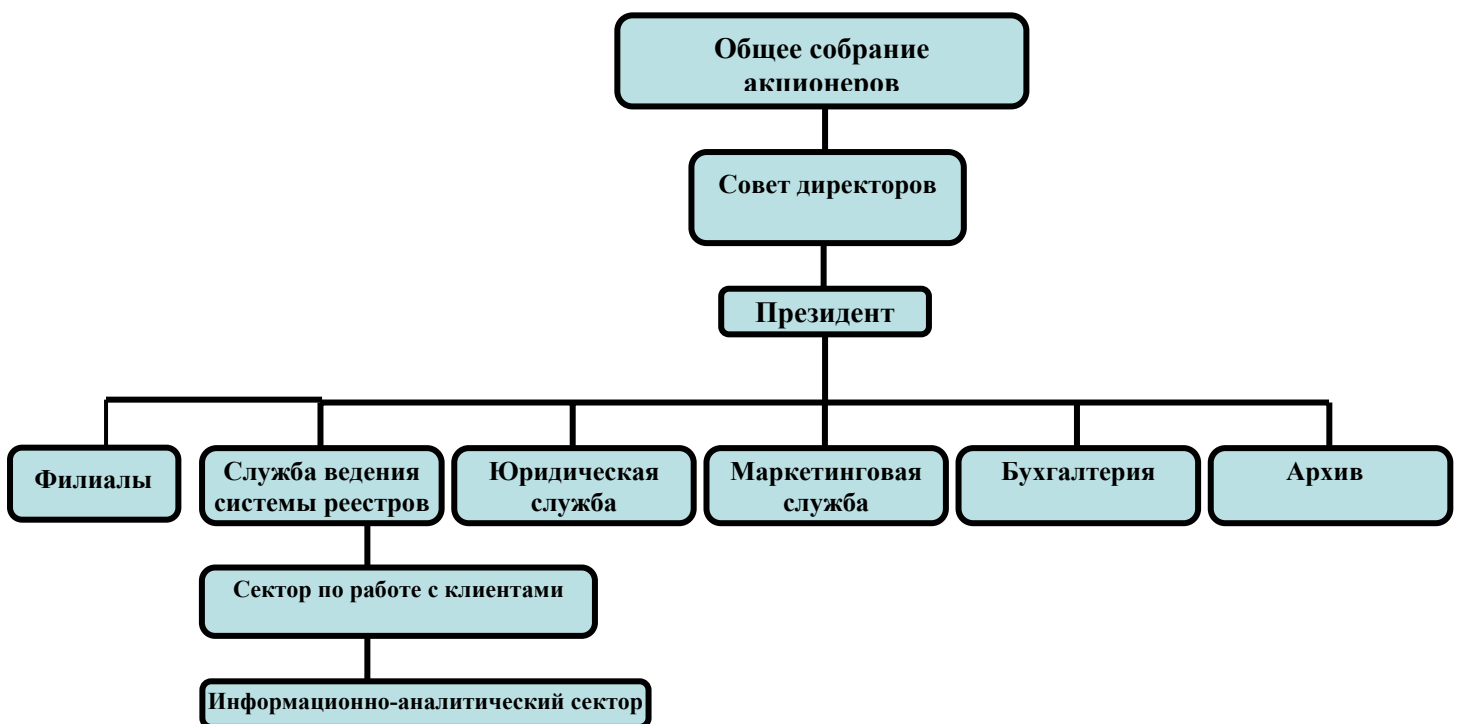 Общее собрание
акционеров
Совет директоров
Президент
Филиалы
Служба ведения
системы реестров
Юридическая
служба
Маркетинговая
служба
Бухгалтерия
Архив
Сектор по работе с клиентами
Информационно-аналитический сектор